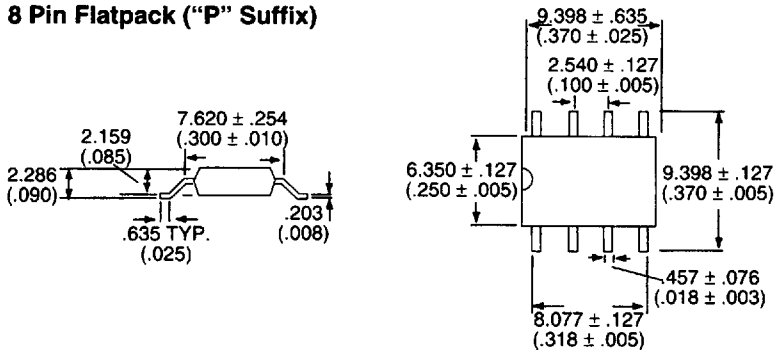 8 Pin Flatpack (“P” Suffix)
7.620 ± .254
(.300 ± .010)
2.159
(.085)
2.286
(.090)
.635 TYP.
(.025)
.203
(.008)
9.398 ± .635
(.370 ± .025)
2.540 ± .127
(.100 ± .005)
6.350 ± .127
(.250 ± .005)
9.398 ± .127
(.370 ± .005)
.457 ± .076
(.018 ± .003)
8.077 ± .127
(.318 ± .005)